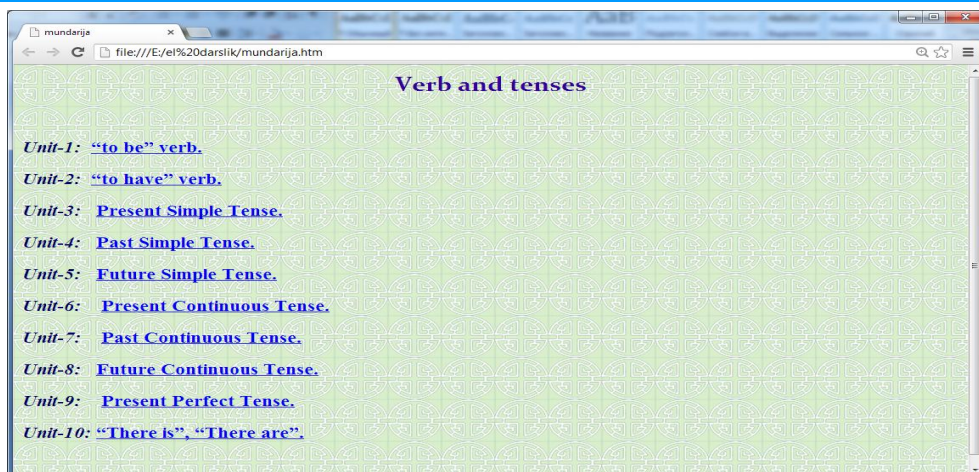 mundarija
file:///E:/el%20darslik/mundarija.htm
Verb and tenses
Unit-1: “to be” verb.
Unit-2: “to have” verb.
Unit-3: Present Simple Tense.
Unit-4: Past Simple Tense.
Unit-5: Future Simple Tense.
Unit-6: Present Continuous Tense.
Unit-7: Past Continuous Tense.
Unit-8: Future Continuous Tense.
Unit-9: Present Perfect Tense.
Unit-10: “There is”, “There are”.